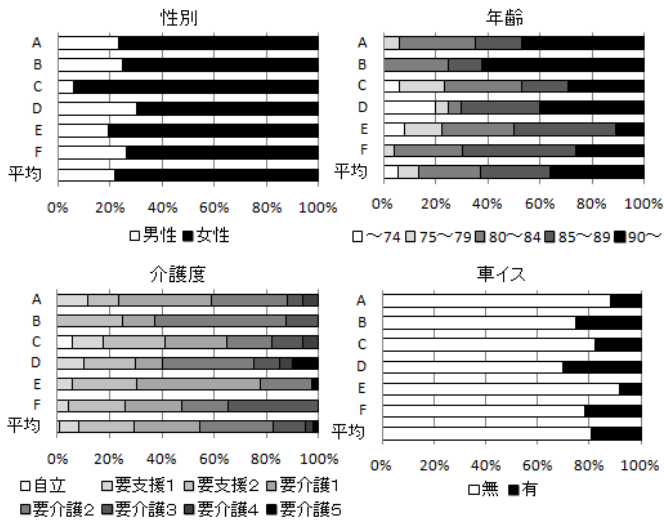 性別
A
B
C
D
E
F
平均
0% 20% 40% 60% 80% 100%
□男性 ■女性
年齢
A
B
C
D
E
F
平均
0% 20% 40% 60% 80% 100%
□～74 □75～79 ■80～84 ■85～89 ■90～
介護度
A
B
C
D
E
F
平均
0% 20% 40% 60% 80% 100%
□自立 □要支援1 □要支援2 □要介護1
■要介護2 ■要介護3 ■要介護4 ■要介護5
車イス
A
B
C
D
E
F
平均
0% 20% 40% 60% 80% 100%
□無 ■有